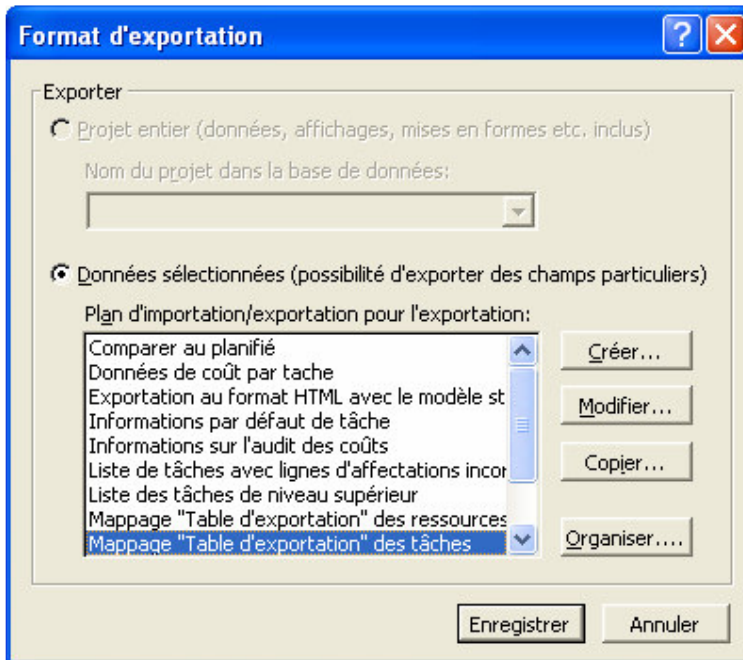 Format d'exportation
Exporter
Projet entier (données, affichages, mises en formes etc. inclus)
Nom du projet dans la base de données:
Données sélectionnées (possibilité d'exporter des champs particuliers)
Plan d'importation/exportation pour l'exportation:
Comparer au planifié
Données de coût par tache
Exportation au format HTML avec le modèle st
Informations par défaut de tâche
Informations sur l'audit des coûts
Liste de tâches avec lignes d'affectations incor
Liste des tâches de niveau supérieur
Mappage "Table d'exportation" des ressources
Mappage "Table d'exportation" des tâches
Créer...
Modifier...
Copier...
Organiser....
Enregistrer
Annuler